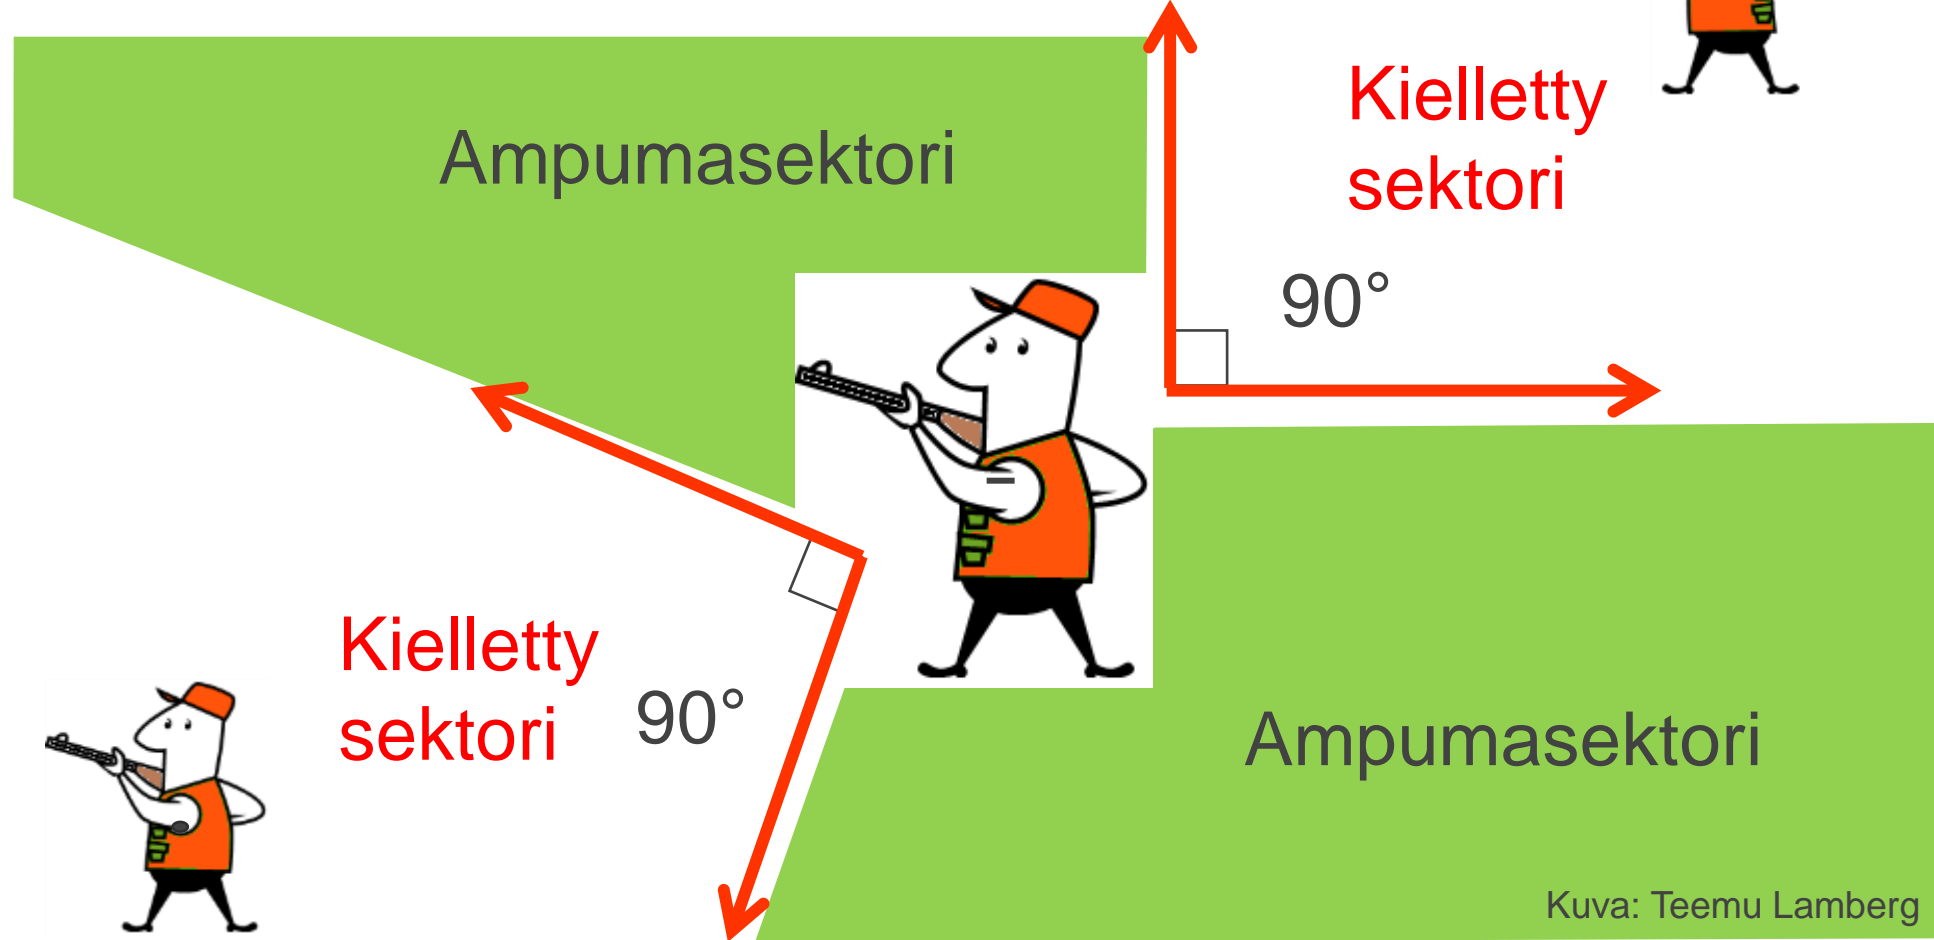 Ampumasektori
Kielletty
sektori
90°
Kielletty
sektori
90°
Ampumasektori
Kuva: Teemu Lamberg